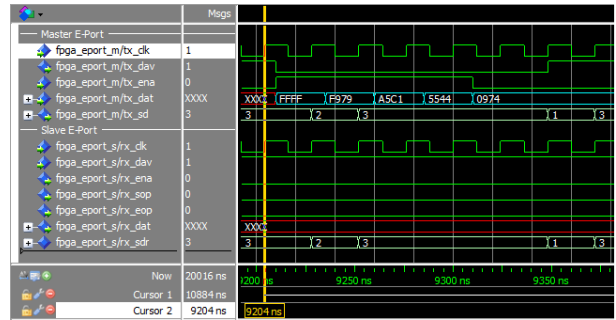 Msgs
Master E-Port
fpga_eport_m/tx_clk 1
fpga_eport_m/tx_dav 1
fpga_eport_m/tx_ena 0
fpga_eport_m/tx_dat XXXX XXXX FFFF F979 A5C1 5544 0974
fpga_eport_m/tx_sd 3 3 2 3 1 3
Slave E-Port
fpga_eport_s/rx_clk 1
fpga_eport_s/rx_dav 1
fpga_eport_s/rx_ena 0
fpga_eport_s/rx_sop 0
fpga_eport_s/rx_eop 0
fpga_eport_s/rx_dat XXXX XXXX
fpga_eport_s/rx_sdr 3 3 2 3 1 3
Now 20016 ns 9200 ns 9250 ns 9300 ns 9350 ns
Cursor 1 10884 ns
Cursor 2 9204 ns 9204 ns